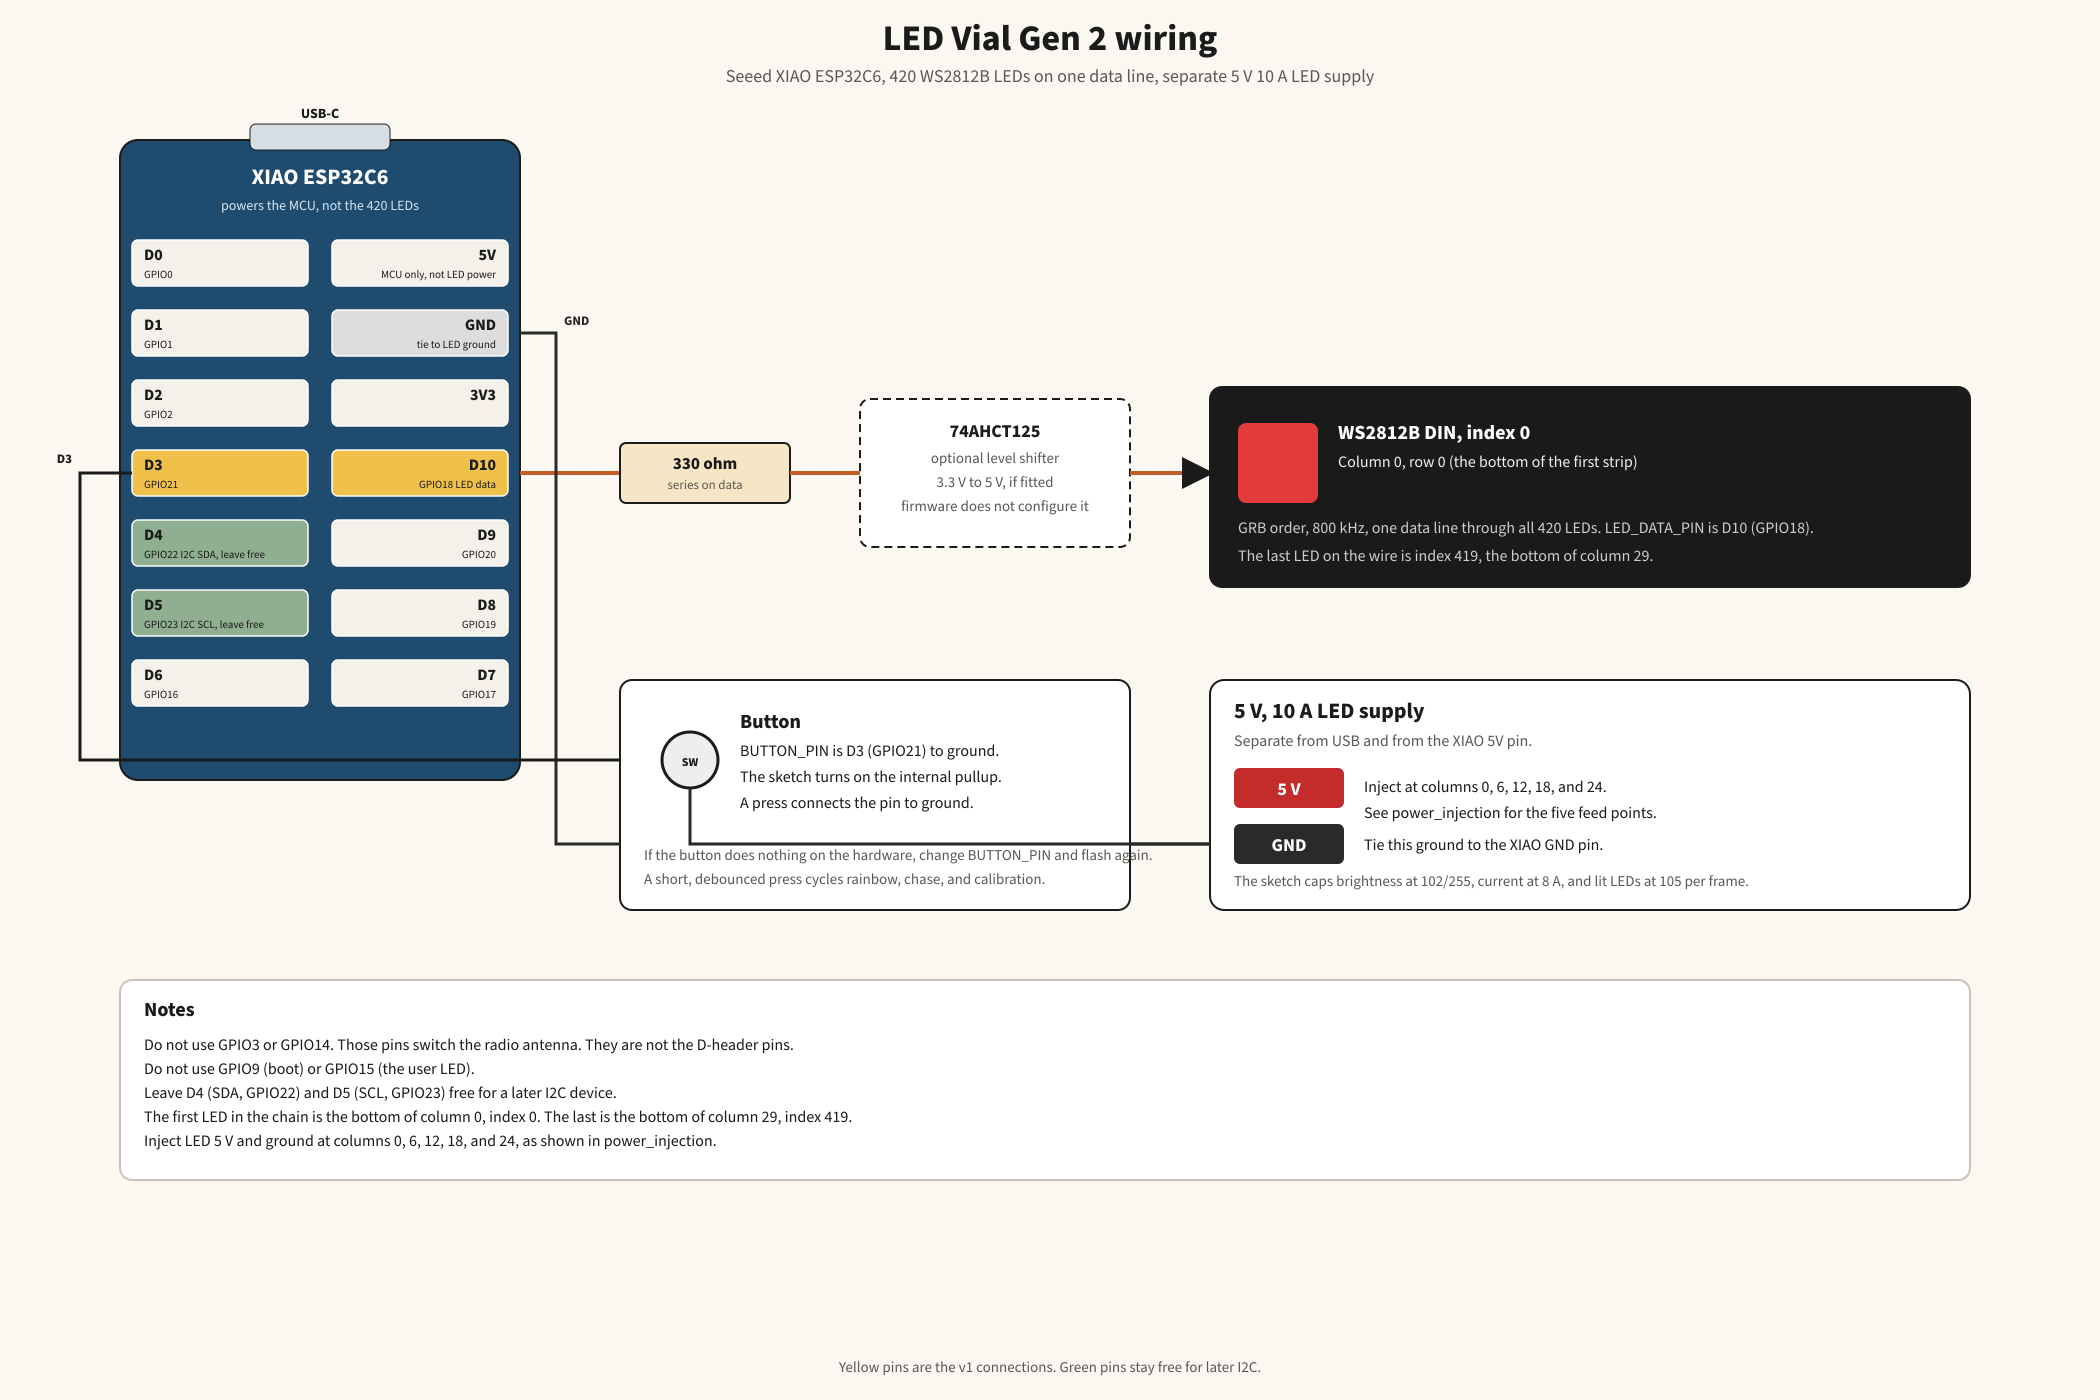 LED Vial Gen 2 wiring
Seeed XIAO ESP32C6, 420 WS2812B LEDs on one data line, separate 5 V 10 A LED supply
USB-C
XIAO ESP32C6
powers the MCU, not the 420 LEDs
D0
GPIO0
5V
MCU only, not LED power
D1
GPIO1
GND
tie to LED ground
GND
D2
GPIO2
3V3
D3
D3
GPIO21
D10
GPIO18 LED data
D4
GPIO22 I2C SDA, leave free
D9
GPIO20
D5
GPIO23 I2C SCL, leave free
D8
GPIO19
D6
GPIO16
D7
GPIO17
330 ohm
series on data
74AHCT125
optional level shifter
3.3 V to 5 V, if fitted
firmware does not configure it
WS2812B DIN, index 0
Column 0, row 0 (the bottom of the first strip)
GRB order, 800 kHz, one data line through all 420 LEDs. LED_DATA_PIN is D10 (GPIO18).
The last LED on the wire is index 419, the bottom of column 29.
SW
Button
BUTTON_PIN is D3 (GPIO21) to ground.
The sketch turns on the internal pullup.
A press connects the pin to ground.
If the button does nothing on the hardware, change BUTTON_PIN and flash again.
A short, debounced press cycles rainbow, chase, and calibration.
5 V, 10 A LED supply
Separate from USB and from the XIAO 5V pin.
5 V
Inject at columns 0, 6, 12, 18, and 24.
See power_injection for the five feed points.
GND
Tie this ground to the XIAO GND pin.
The sketch caps brightness at 102/255, current at 8 A, and lit LEDs at 105 per frame.
Notes
Do not use GPIO3 or GPIO14. Those pins switch the radio antenna. They are not the D-header pins.
Do not use GPIO9 (boot) or GPIO15 (the user LED).
Leave D4 (SDA, GPIO22) and D5 (SCL, GPIO23) free for a later I2C device.
The first LED in the chain is the bottom of column 0, index 0. The last is the bottom of column 29, index 419.
Inject LED 5 V and ground at columns 0, 6, 12, 18, and 24, as shown in power_injection.
Yellow pins are the v1 connections. Green pins stay free for later I2C.